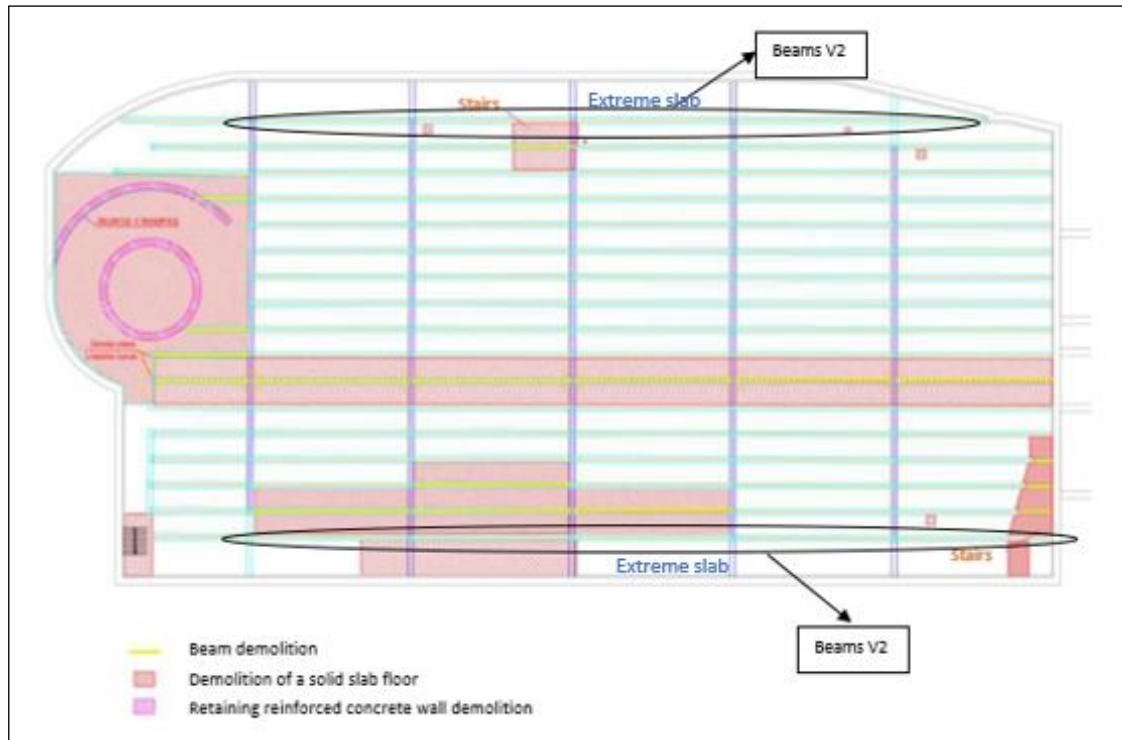 Beams V2
Stairs
Extreme slab
Extreme slab
Stairs
Beams V2
Beam demolition
Demolition of a solid slab floor
Retaining reinforced concrete wall demolition